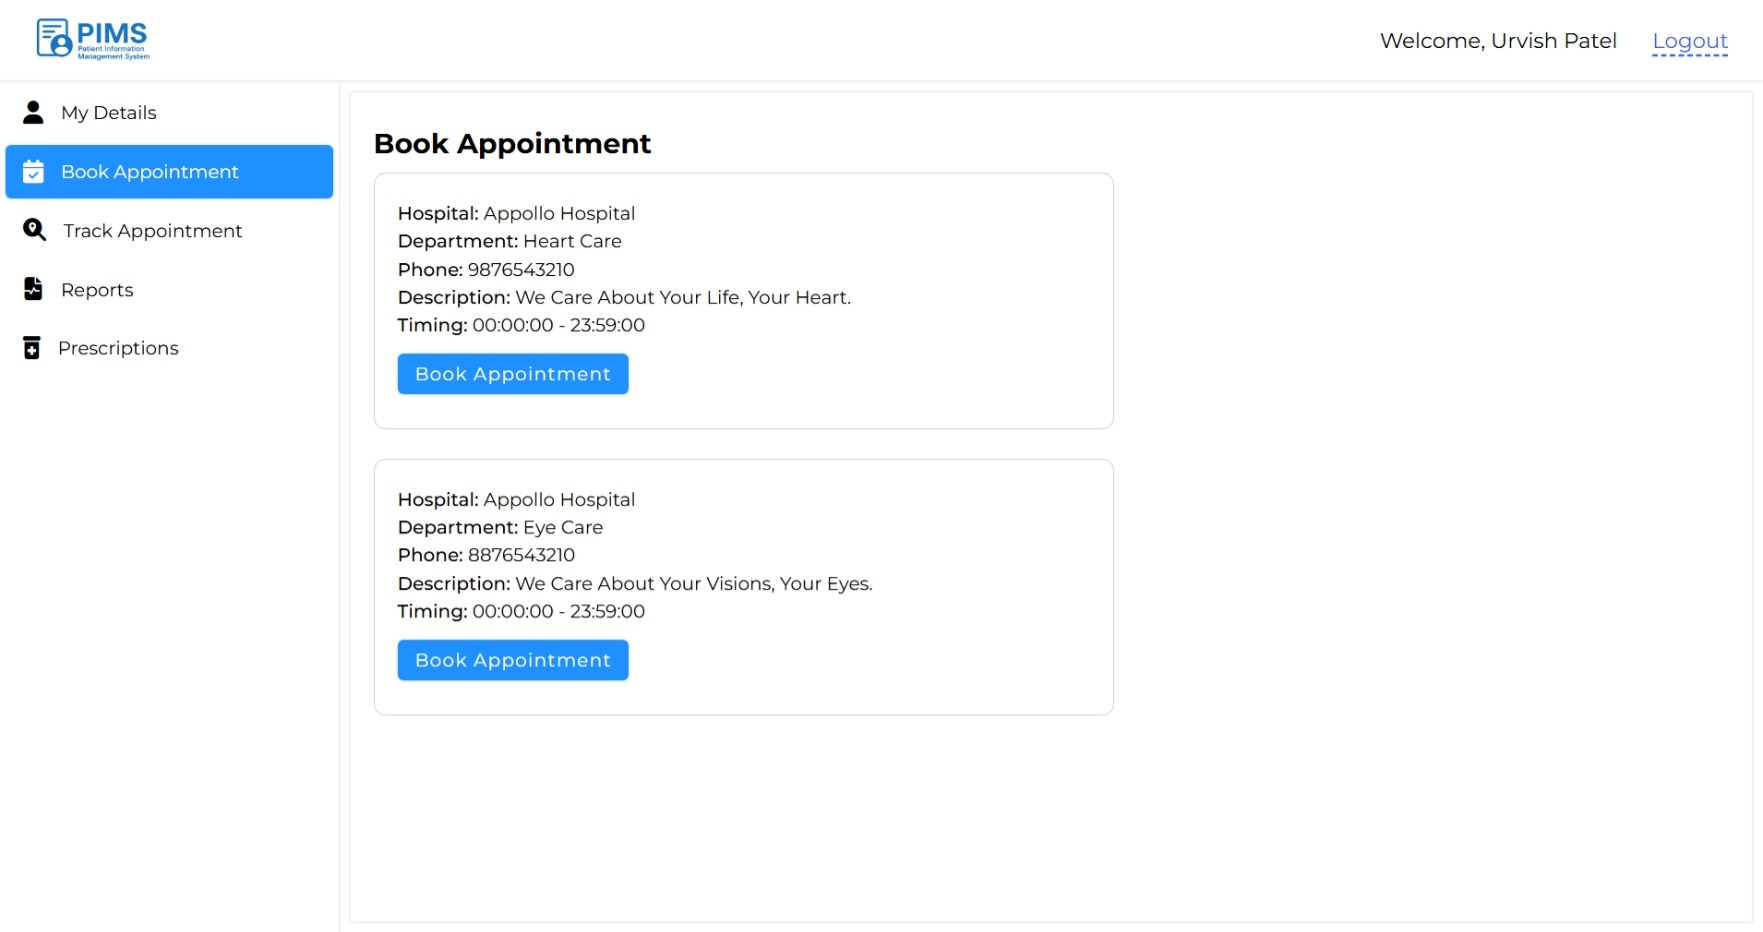 PIMS
Patient Information
Management System
Welcome, Urvish Patel
Logout
My Details
Book Appointment
Track Appointment
Reports
Prescriptions
Book Appointment
Hospital: Appollo Hospital
Department: Heart Care
Phone: 9876543210
Description: We Care About Your Life, Your Heart.
Timing: 00:00:00 - 23:59:00
Book Appointment
Hospital: Appollo Hospital
Department: Eye Care
Phone: 8876543210
Description: We Care About Your Visions, Your Eyes.
Timing: 00:00:00 - 23:59:00
Book Appointment